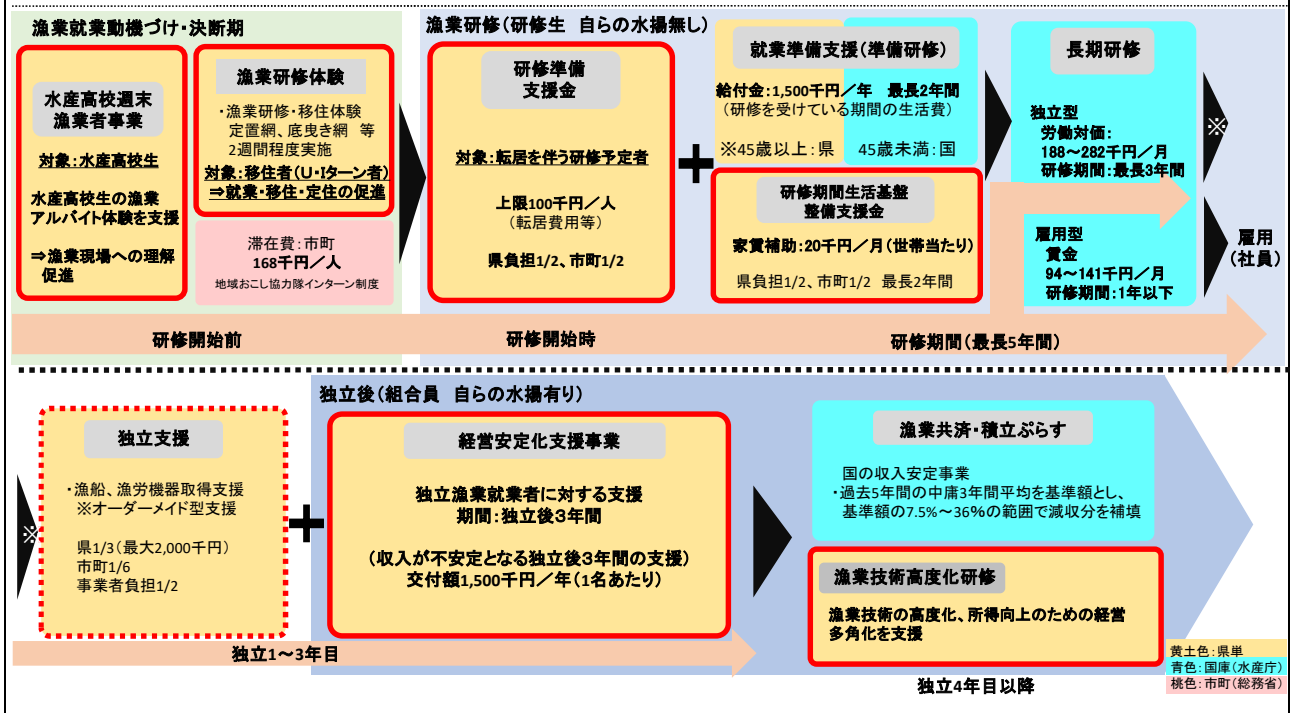 漁業就業動機づけ・決断期
水産高校週末
漁業者事業
対象:水産高校生
水産高校生の漁業
アルバイト体験を支援
⇒漁業現場への理解
促進
漁業研修体験
・漁業研修・移住体験
定置網、底曳き網 等
2週間程度実施
対象:移住者(U・Iターン者)
⇒就業・移住・定住の促進
滞在費:市町
168千円/人
地域おこし協力隊インターン制度
漁業研修(研修生 自らの水揚無し)
研修準備
支援金
対象:転居を伴う研修予定者
上限100千円/人
(転居費用等)
県負担1/2、市町1/2
+
就業準備支援(準備研修)
給付金:1,500千円/年 最長2年間
(研修を受けている期間の生活費)
※45歳以上:県 45歳未満:国
研修期間生活基盤
整備支援金
家賃補助:20千円/月(世帯当たり)
県負担1/2、市町1/2 最長2年間
長期研修
独立型
労働対価:
188~282千円/月
研修期間:最長3年間
雇用型
賃金
94~141千円/月
研修期間:1年以下
※
雇用
(社員)
研修開始前
研修開始時
研修期間(最長5年間)
独立後(組合員 自らの水揚有り)
※
独立支援
・漁船、漁労機器取得支援
※オーダーメイド型支援
県1/3(最大2,000千円)
市町1/6
事業者負担1/2
+
経営安定化支援事業
独立漁業就業者に対する支援
期間:独立後3年間
(収入が不安定となる独立後3年間の支援)
交付額1,500千円/年(1名あたり)
漁業共済・積立ぷらす
国の収入安定事業
・過去5年間の中庸3年間平均を基準額とし、
基準額の7.5%~36%の範囲で減収分を補填
漁業技術高度化研修
漁業技術の高度化、所得向上のための経営
多角化を支援
独立1~3年目
独立4年目以降
黄土色:県単
青色:国庫(水産庁)
桃色:市町(総務省)